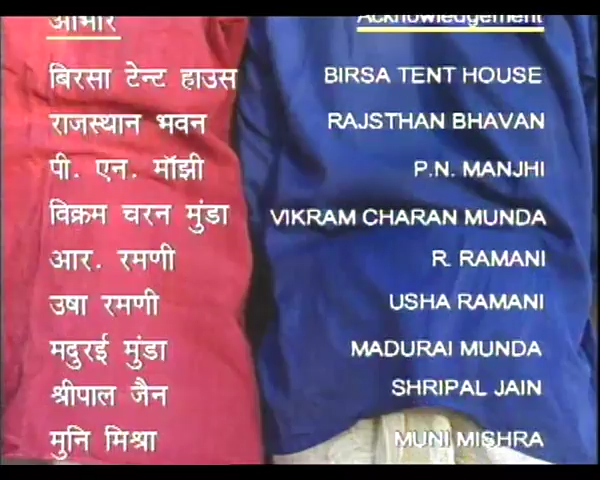 आभार Acknowledgement
बिरसा टेन्ट हाउस BIRSA TENT HOUSE
राजस्थान भवन RAJSTHAN BHAVAN
पी. एन. मॉझी P.N. MANJHI
विक्रम चरन मुंडा VIKRAM CHARAN MUNDA
आर. रमणी R. RAMANI
उषा रमणी USHA RAMANI
मदुरई मुंडा MADURAI MUNDA
श्रीपाल जैन SHRIPAL JAIN
मुनि मिश्रा MUNI MISHRA